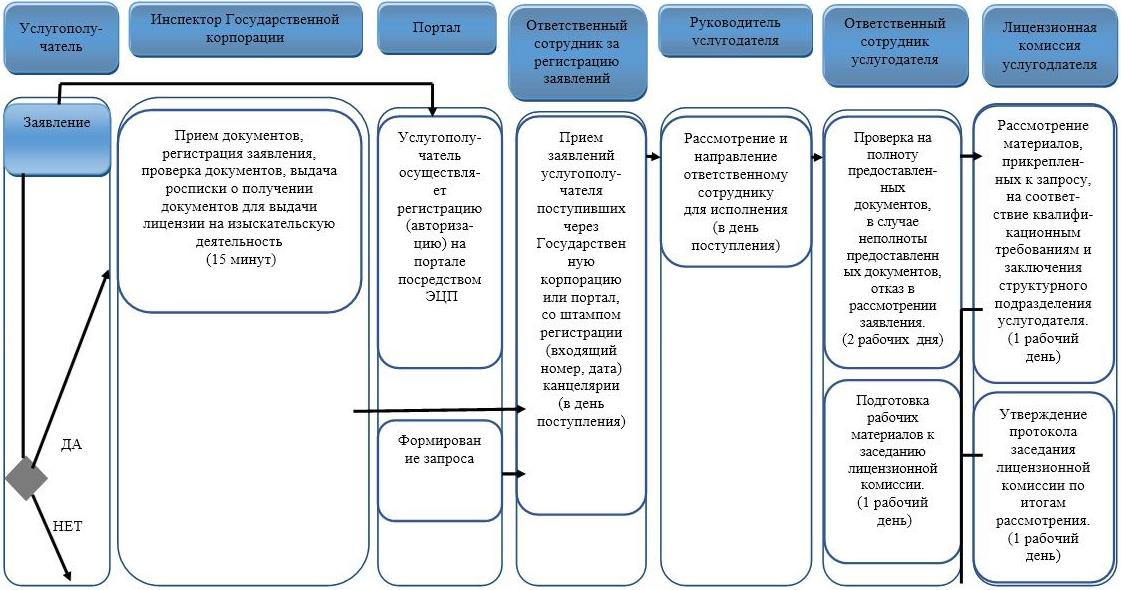 Услугополу-
чатель
Инспектор Государственной
корпорации
Портал
Ответственный
сотрудник за
регистрацию
заявлений
Руководитель
услугодателя
Ответственный
сотрудник
услугодателя
Лицензионная
комиссия
услугодлателя
Заявление
ДА
НЕТ
Прием документов,
регистрация заявления,
проверка документов, выдача
росписки о получении
документов для выдачи
лицензии на изыскательскую
деятельность
(15 минут)
Услугополу-
чатель
осуществля-
ет
регистрацию
(авториза-
цию) на
портале
посредством
ЭЦП
Формирован
ие запроса
Прием
заявлений
услугополу-
чателя
поступивших
через
Государствен
ную
корпорацию
или портал,
со штампом
регистрации
(входящий
номер, дата)
канцелярии
(в день
поступления)
Рассмотрение и
направление
ответственному
сотруднику
для исполнения
(в день
поступления)
Проверка на
полноту
предоставлен-
ных
документов,
в случае
неполноты
предоставленн
ых документов,
отказ в
рассмотрении
заявления.
(2 рабочих дня)
Подготовка
рабочих
материалов к
заседанию
лицензионной
комиссии.
(1 рабочий
день)
Рассмотрение
материалов,
прикреплен-
ных к запросу,
на соответ-
ствие квалифи-
кационным
требованиям и
заключения
структурного
подразделения
услугодателя.
(1 рабочий
день)
Утверждение
протокола
заседания
лицензионной
комиссии по
итогам
рассмотрения.
(1 рабочий
день)